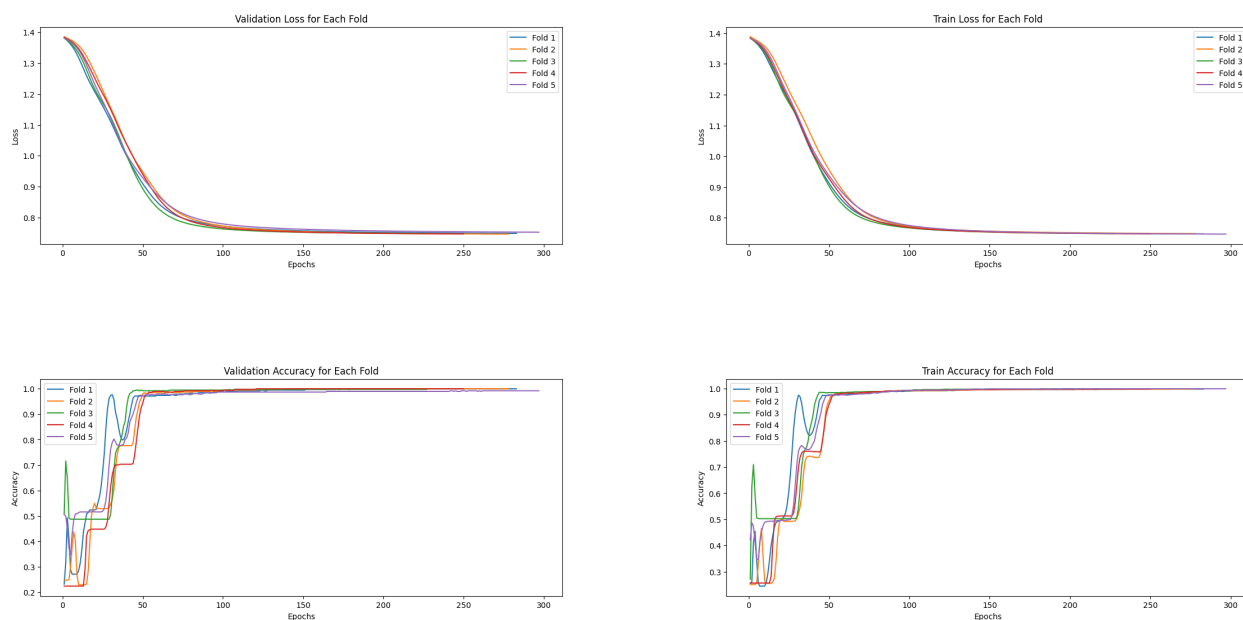 Validation Loss for Each Fold
1.4
1.3
1.2
1.1
1.0
0.9
0.8
Loss
0 50 100 150 200 250 300
Epochs
Fold 1
Fold 2
Fold 3
Fold 4
Fold 5
Train Loss for Each Fold
1.4
1.3
1.2
1.1
1.0
0.9
0.8
Loss
0 50 100 150 200 250 300
Epochs
Fold 1
Fold 2
Fold 3
Fold 4
Fold 5
Validation Accuracy for Each Fold
1.0
0.9
0.8
0.7
0.6
0.5
0.4
0.3
0.2
Accuracy
0 50 100 150 200 250 300
Epochs
Fold 1
Fold 2
Fold 3
Fold 4
Fold 5
Train Accuracy for Each Fold
1.0
0.9
0.8
0.7
0.6
0.5
0.4
0.3
Accuracy
0 50 100 150 200 250 300
Epochs
Fold 1
Fold 2
Fold 3
Fold 4
Fold 5